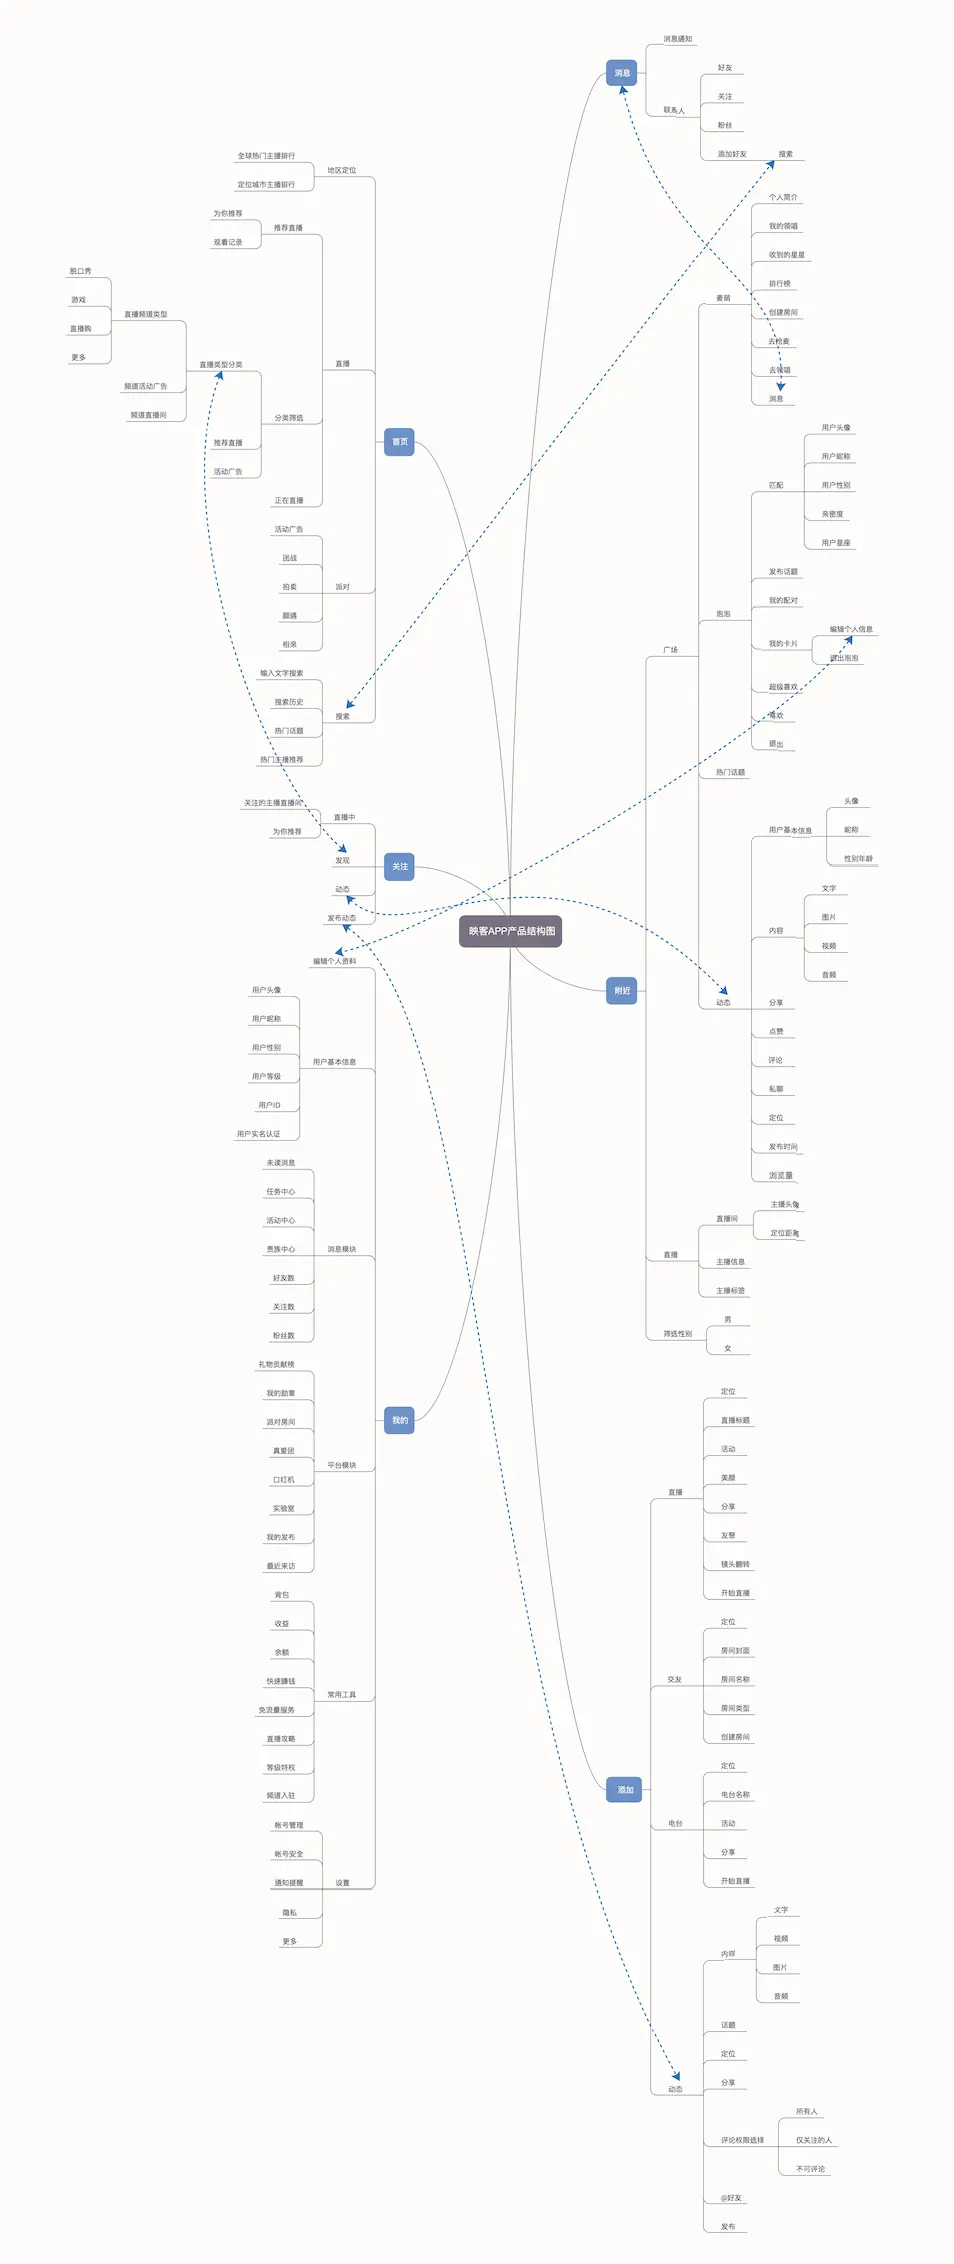 映客APP产品结构图
消息
消息通知
联系人
好友
关注
粉丝
添加好友
搜索
首页
地区定位
全球热门主播排行
定位城市主播排行
直播
推荐直播
为你推荐
观看记录
分类筛选
直播类型分类
直播频道类型
脱口秀
游戏
直播购
更多
频道活动广告
频道直播间
推荐直播
活动广告
正在直播
派对
活动广告
团战
拍卖
颜遇
相亲
搜索
输入文字搜索
搜索历史
热门话题
热门主播推荐
关注
直播中
关注的主播直播间
为你推荐
发现
动态
发布动态
附近
广场
麦萌
个人简介
我的领唱
收到的星星
排行榜
创建房间
去抢麦
去领唱
消息
泡泡
匹配
用户头像
用户昵称
用户性别
亲密度
用户星座
发布话题
我的配对
我的卡片
编辑个人信息
退出泡泡
超级喜欢
喜欢
退出
热门话题
动态
用户基本信息
头像
昵称
性别年龄
内容
文字
图片
视频
音频
分享
点赞
评论
私聊
定位
发布时间
浏览量
直播
直播间
主播头像
定位距离
主播信息
主播标签
筛选性别
男
女
我的
编辑个人资料
用户基本信息
用户头像
用户昵称
用户性别
用户等级
用户ID
用户实名认证
消息模块
未读消息
任务中心
活动中心
贵族中心
好友数
关注数
粉丝数
平台模块
礼物贡献榜
我的勋章
派对房间
真爱团
口红机
实验室
我的发布
最近来访
常用工具
背包
收益
余额
快速赚钱
免流量服务
直播攻略
等级特权
频道入驻
设置
帐号管理
帐号安全
通知提醒
隐私
更多
添加
直播
定位
直播标题
活动
美颜
分享
友聚
镜头翻转
开始直播
交友
定位
房间封面
房间名称
房间类型
创建房间
电台
定位
电台名称
活动
分享
开始直播
动态
内容
文字
视频
图片
音频
话题
定位
分享
评论权限选择
所有人
仅关注的人
不可评论
@好友
发布